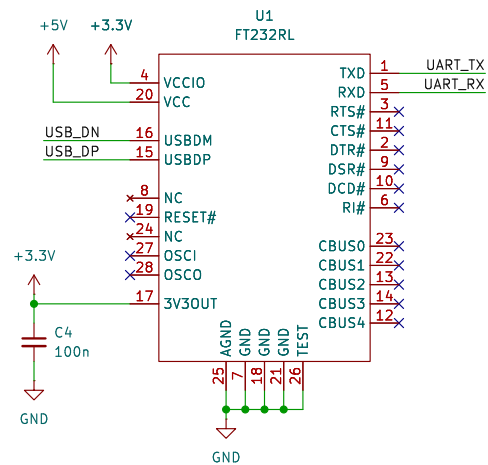 U1
FT232RL
+5V
+3.3V
4 VCCIO
20 VCC
USB_DN 16 USBDM
USB_DP 15 USBDP
8 NC
19 RESET#
24 NC
27 OSCI
28 OSCO
+3.3V
17 3V3OUT
C4
100n
GND
TXD 1 UART_TX
RXD 5 UART_RX
RTS# 3
CTS# 11
DTR# 2
DSR# 9
DCD# 10
RI# 6
CBUS0 23
CBUS1 22
CBUS2 13
CBUS3 14
CBUS4 12
AGND 25
GND 7
GND 18
GND 21
TEST 26
GND